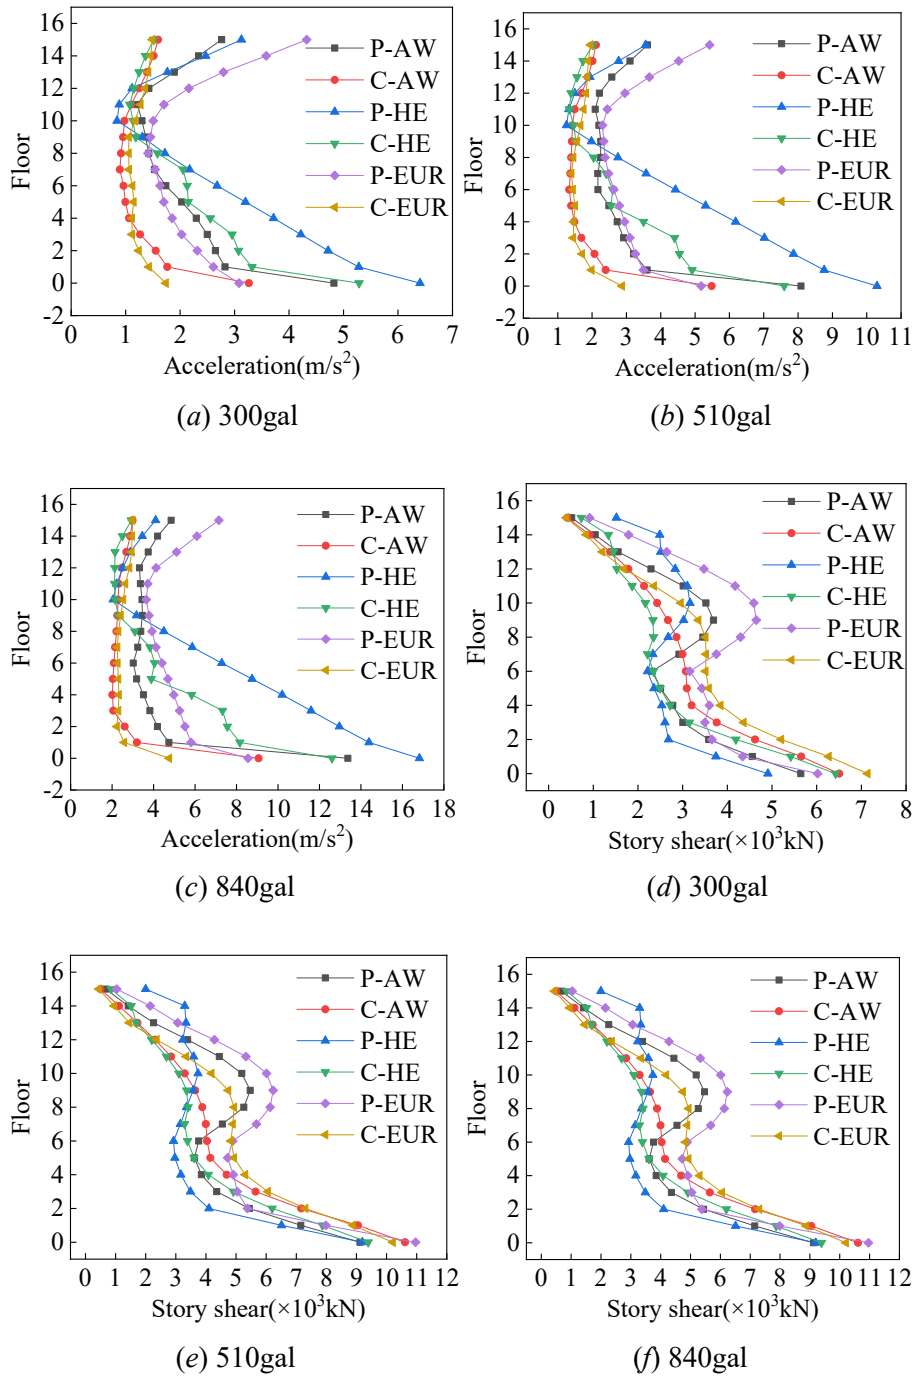 16
14
12
10
8
6
4
2
0
-2
Floor
P-AW
C-AW
P-HE
C-HE
P-EUR
C-EUR
0 1 2 3 4 5 6 7
Acceleration(m/s²)
(a) 300gal
16
14
12
10
8
6
4
2
0
-2
Floor
P-AW
C-AW
P-HE
C-HE
P-EUR
C-EUR
0 1 2 3 4 5 6 7 8 9 10 11
Acceleration(m/s²)
(b) 510gal
16
14
12
10
8
6
4
2
0
-2
Floor
P-AW
C-AW
P-HE
C-HE
P-EUR
C-EUR
0 2 4 6 8 10 12 14 16 18
Acceleration(m/s²)
(c) 840gal
16
14
12
10
8
6
4
2
0
Floor
P-AW
C-AW
P-HE
C-HE
P-EUR
C-EUR
0 1 2 3 4 5 6 7 8
Story shear(×10³kN)
(d) 300gal
16
14
12
10
8
6
4
2
0
Floor
P-AW
C-AW
P-HE
C-HE
P-EUR
C-EUR
0 1 2 3 4 5 6 7 8 9 10 11 12
Story shear(×10³kN)
(e) 510gal
16
14
12
10
8
6
4
2
0
Floor
P-AW
C-AW
P-HE
C-HE
P-EUR
C-EUR
0 1 2 3 4 5 6 7 8 9 10 11 12
Story shear(×10³kN)
(f) 840gal